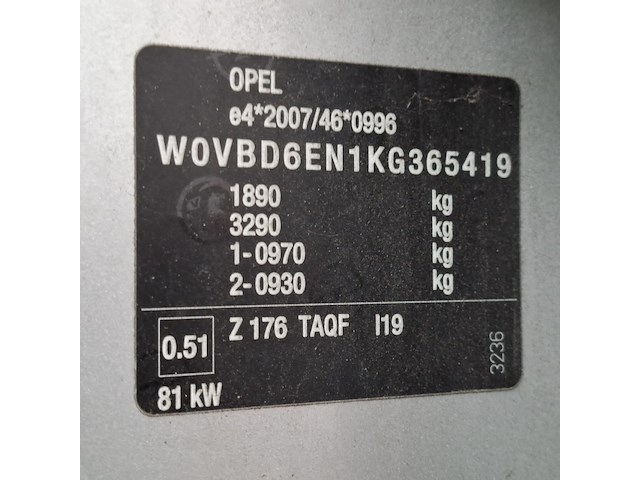 OPEL
e4*2007/46*0996
W0VBD6EN1KG365419
1890 kg
3290 kg
1-0970 kg
2-0930 kg
0.51 Z 176 TAQF I19
81 kW
3236